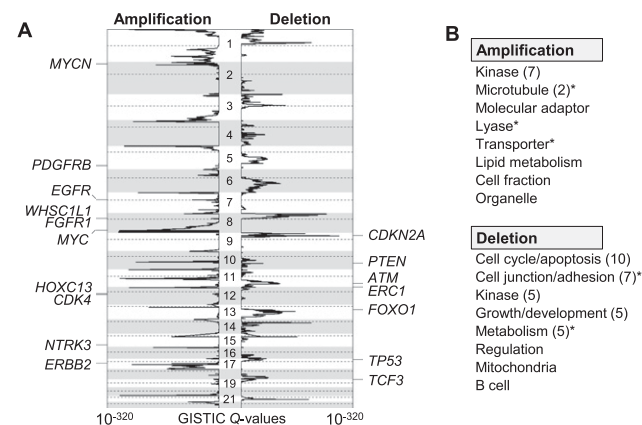 A
Amplification Deletion
MYCN
PDGFRB
EGFR
WHSC1L1
FGFR1
MYC
HOXC13
CDK4
NTRK3
ERBB2
1
2
3
4
5
6
7
8
9
10
11
12
13
14
15
16
17
19
21
CDKN2A
PTEN
ATM
ERC1
FOXO1
TP53
TCF3
10-320 GISTIC Q-values 10-320
B
Amplification
Kinase (7)
Microtubule (2)*
Molecular adaptor
Lyase*
Transporter*
Lipid metabolism
Cell fraction
Organelle
Deletion
Cell cycle/apoptosis (10)
Cell junction/adhesion (7)*
Kinase (5)
Growth/development (5)
Metabolism (5)*
Regulation
Mitochondria
B cell